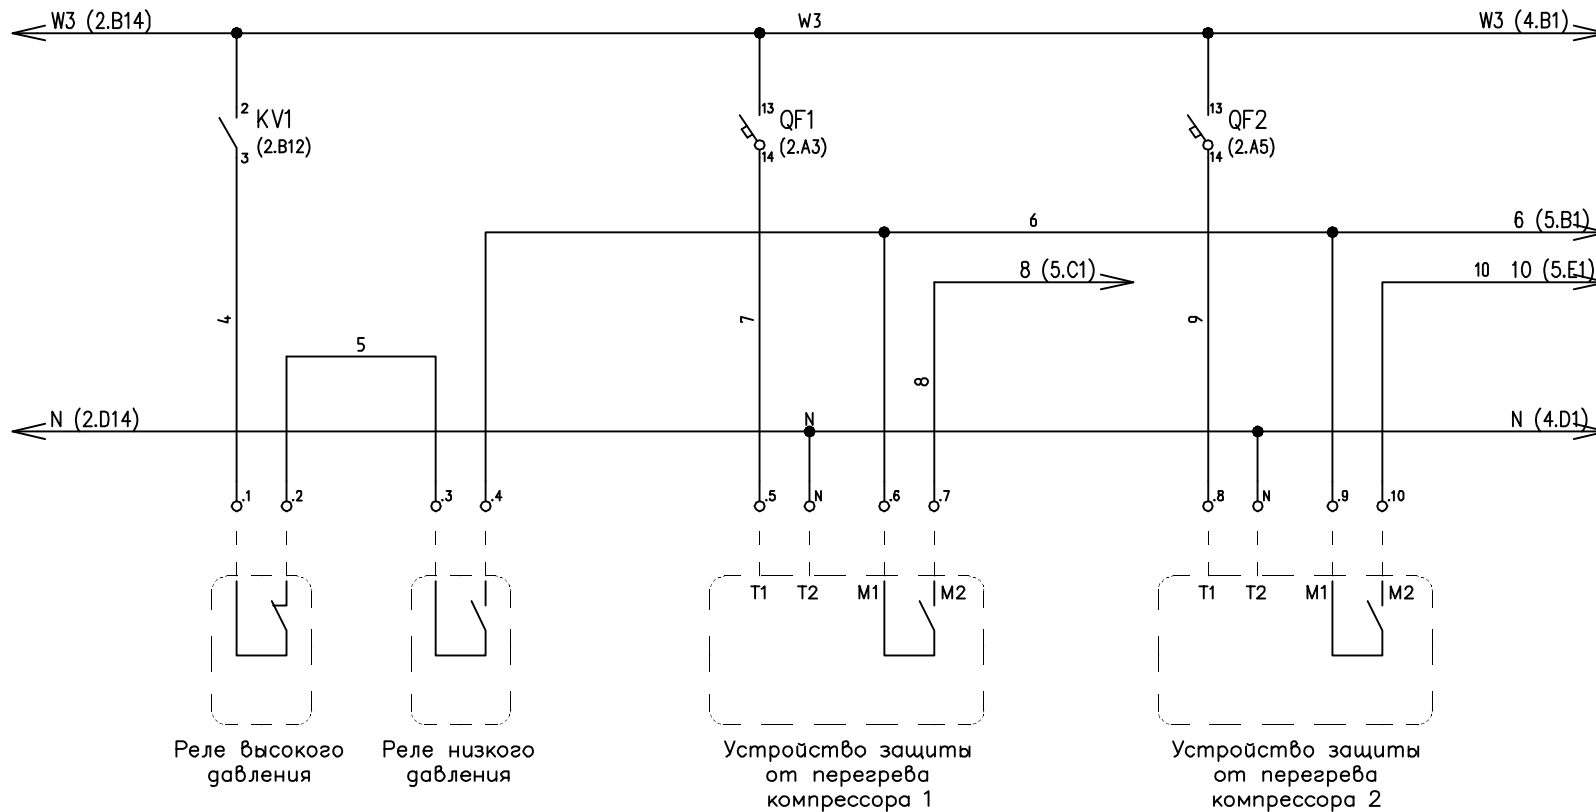 W3 (2.B14)
W3
W3 (4.B1)
2
KV1
(2.B12)
3
13
QF1
(2.A3)
14
13
QF2
(2.A5)
14
6
6 (5.B1)
8 (5.C1)
10
10 (5.E1)
4
7
9
5
8
N (2.D14)
N
N (4.D1)
.1
.2
.3
.4
.5
N
.6
.7
.8
N
.9
.10
T1
T2
M1
M2
T1
T2
M1
M2
Реле высокого
давления
Реле низкого
давления
Устройство защиты
от перегрева
компрессора 1
Устройство защиты
от перегрева
компрессора 2